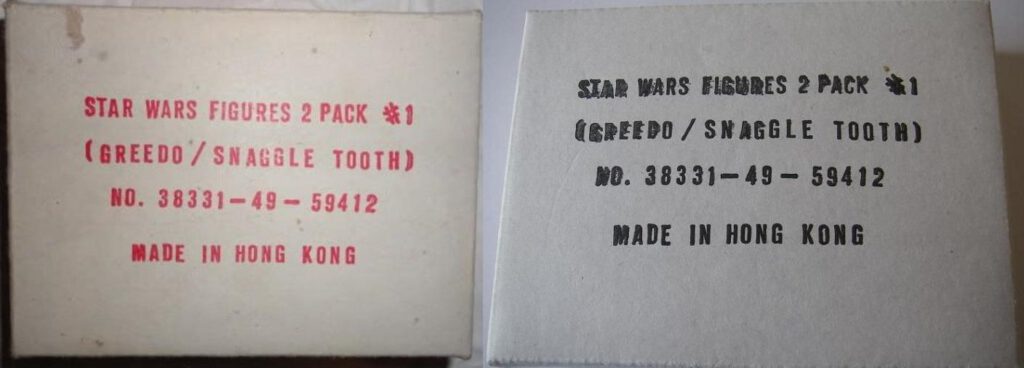 STAR WARS FIGURES 2 PACK #1
(GREEDO / SNAGGLE TOOTH)
NO. 38331-49-59412
MADE IN HONG KONG
STAR WARS FIGURES 2 PACK #1
(GREEDO / SNAGGLE TOOTH)
NO. 38331-49-59412
MADE IN HONG KONG